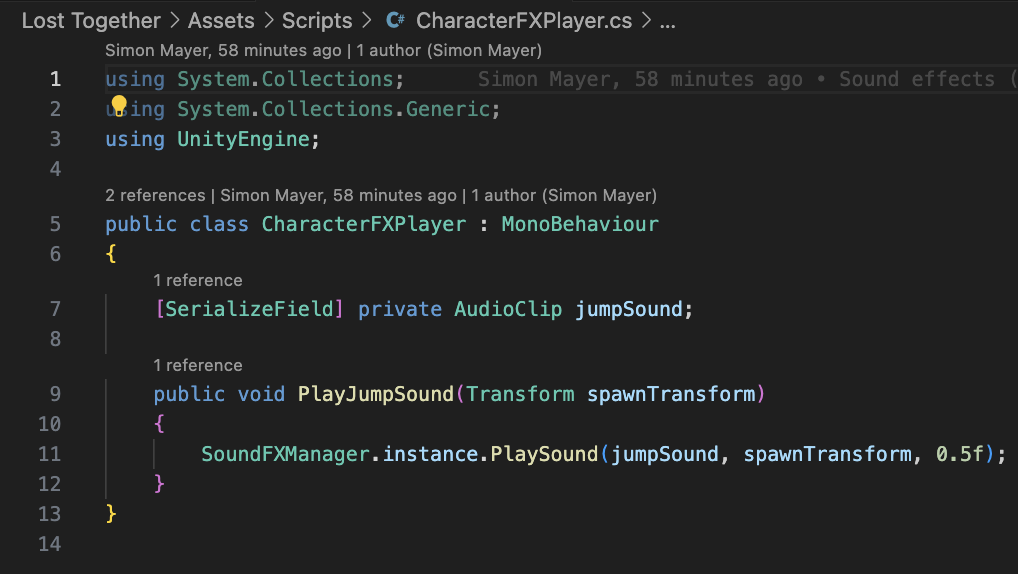 Lost Together > Assets > Scripts > C# CharacterFXPlayer.cs > ...
Simon Mayer, 58 minutes ago | 1 author (Simon Mayer)
1 using System.Collections; Simon Mayer, 58 minutes ago • Sound effects (
2 using System.Collections.Generic;
3 using UnityEngine;
4
2 references | Simon Mayer, 58 minutes ago | 1 author (Simon Mayer)
5 public class CharacterFXPlayer : MonoBehaviour
6 {
1 reference
7 [SerializeField] private AudioClip jumpSound;
8
1 reference
9 public void PlayJumpSound(Transform spawnTransform)
10 {
11 SoundFXManager.instance.PlaySound(jumpSound, spawnTransform, 0.5f);
12 }
13 }
14